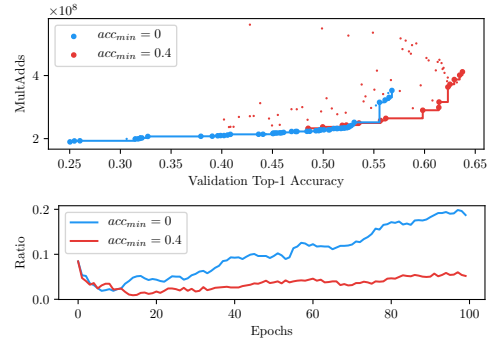 ×10⁸
acc_min = 0
acc_min = 0.4
MultAdds
4
2
0.25 0.30 0.35 0.40 0.45 0.50 0.55 0.60 0.65
Validation Top-1 Accuracy
acc_min = 0
acc_min = 0.4
Ratio
0.2
0.1
0.0
0 20 40 60 80 100
Epochs